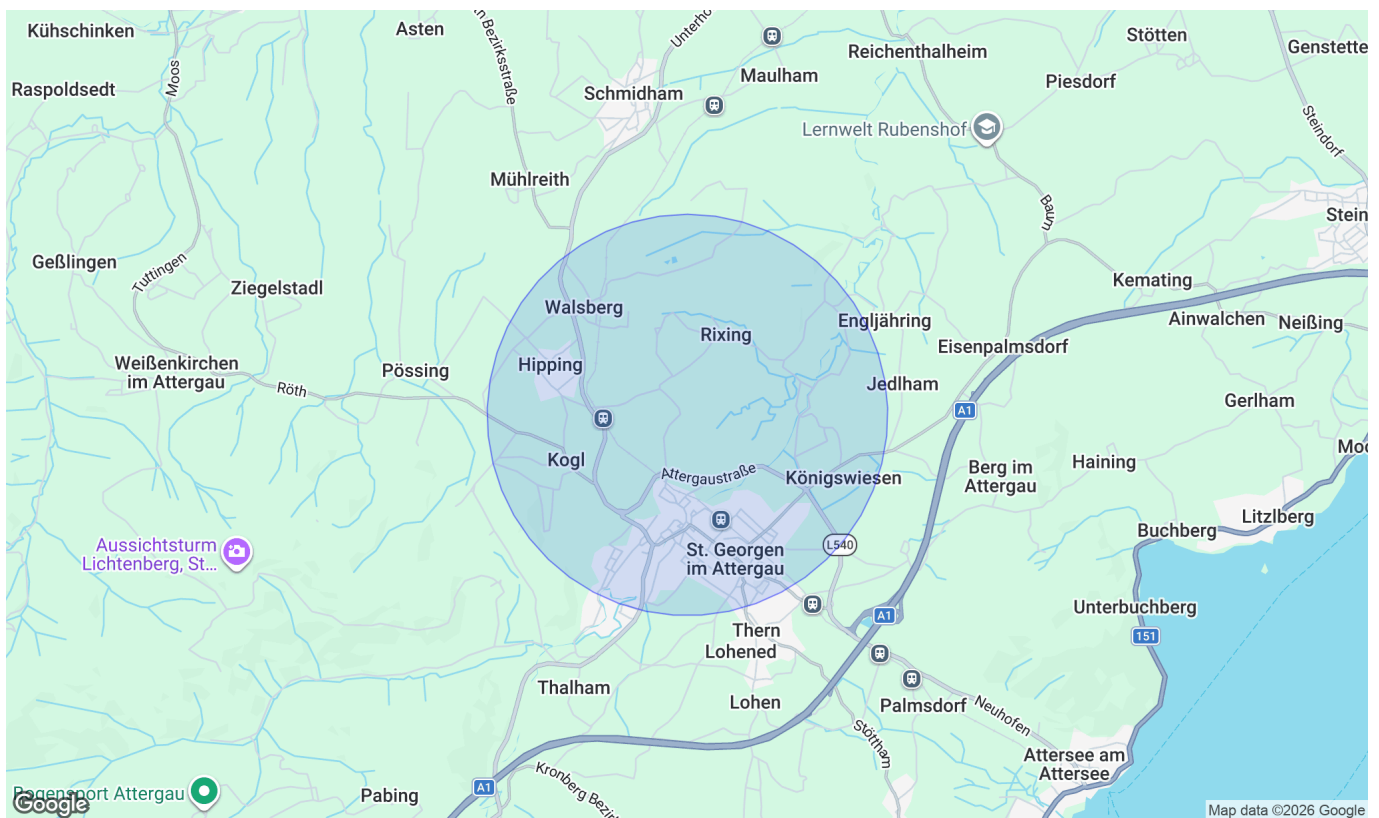 Kühschinken
Asten
n Bezirksstraße
Unterho
Reichenthalheim
Stötten
Genstette
Raspoldsedt
Moos
Schmidham
Maulham
Piesdorf
Lernwelt Rubenshof
Steindorf
Mühlreith
Baum
Stein
Geßlingen
Tuttingen
Ziegelstadl
Kemating
Walsberg
Rixing
Engljähring
Ainwalchen
Neißing
Eisenpalmsdorf
Weißenkirchen
im Attergau
Hipping
Pössing
Röth
Jedlham
A1
Gerlham
Kogl
Attergaustraße
Königswiesen
Berg im
Attergau
Haining
Moo
Litzlberg
Buchberg
Aussichtsturm
Lichtenberg, St...
St. Georgen
im Attergau
L540
Unterbuchberg
A1
151
Thern
Lohened
Thalham
Lohen
Palmsdorf
Neuhofen
Stöttham
Attersee am
Attersee
A1
Kronberg Bezir
Pabing
Bogensport Attergau
Google
Map data ©2026 Google